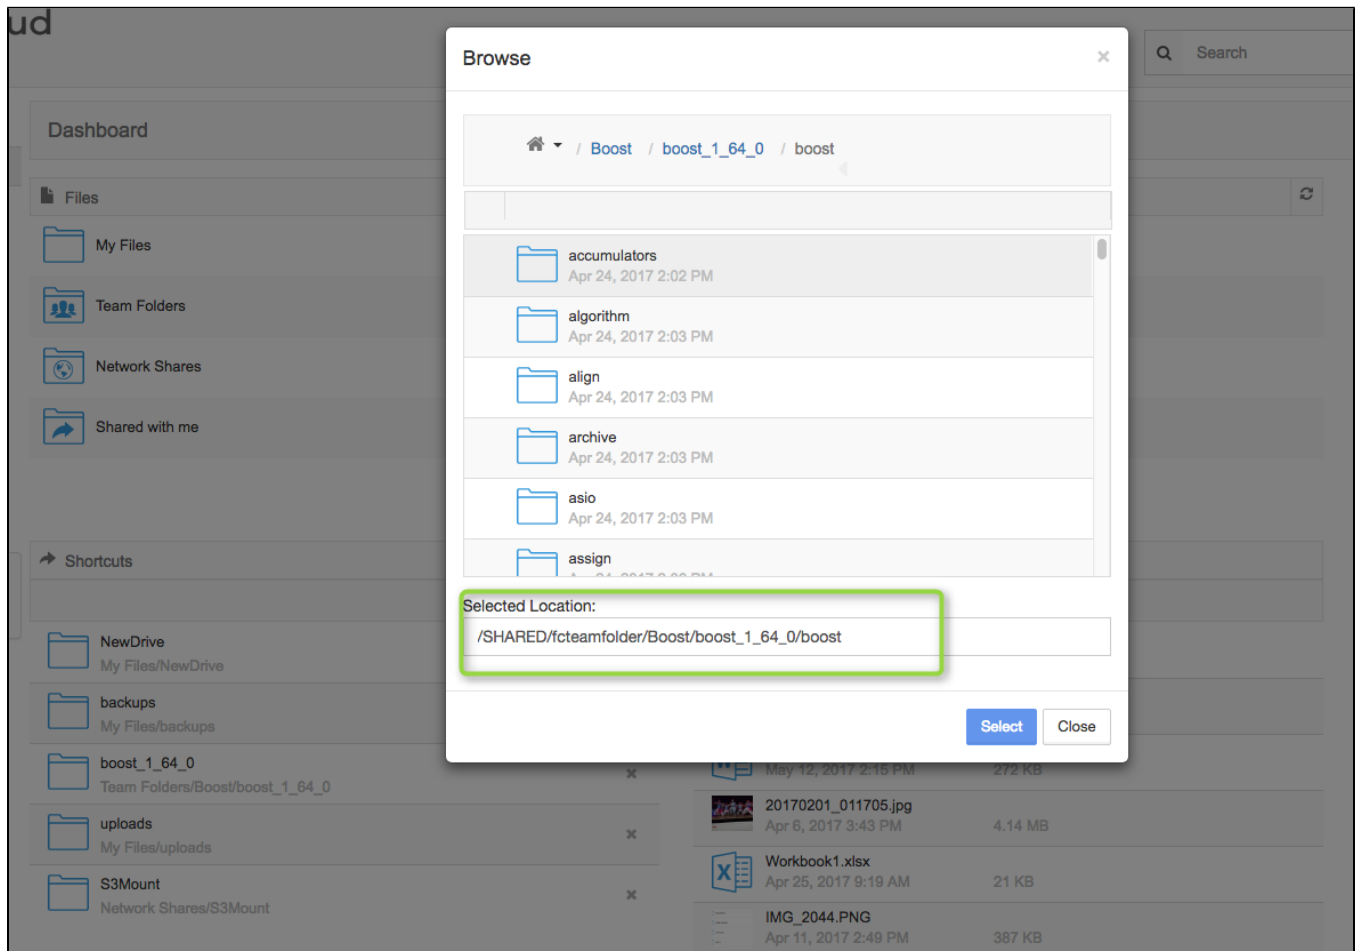 ud
Search
Dashboard
Files
My Files
Team Folders
Network Shares
Shared with me
Shortcuts
NewDrive
My Files/NewDrive
backups
My Files/backups
boost_1_64_0
Team Folders/Boost/boost_1_64_0
uploads
My Files/uploads
S3Mount
Network Shares/S3Mount
Browse
/ Boost / boost_1_64_0 / boost
accumulators
Apr 24, 2017 2:02 PM
algorithm
Apr 24, 2017 2:03 PM
align
Apr 24, 2017 2:03 PM
archive
Apr 24, 2017 2:03 PM
asio
Apr 24, 2017 2:03 PM
assign
Selected Location:
/SHARED/fcteamfolder/Boost/boost_1_64_0/boost
Select Close
May 12, 2017 2:15 PM 272 KB
20170201_011705.jpg
Apr 6, 2017 3:43 PM 4.14 MB
Workbook1.xlsx
Apr 25, 2017 9:19 AM 21 KB
IMG_2044.PNG
Apr 11, 2017 2:49 PM 387 KB